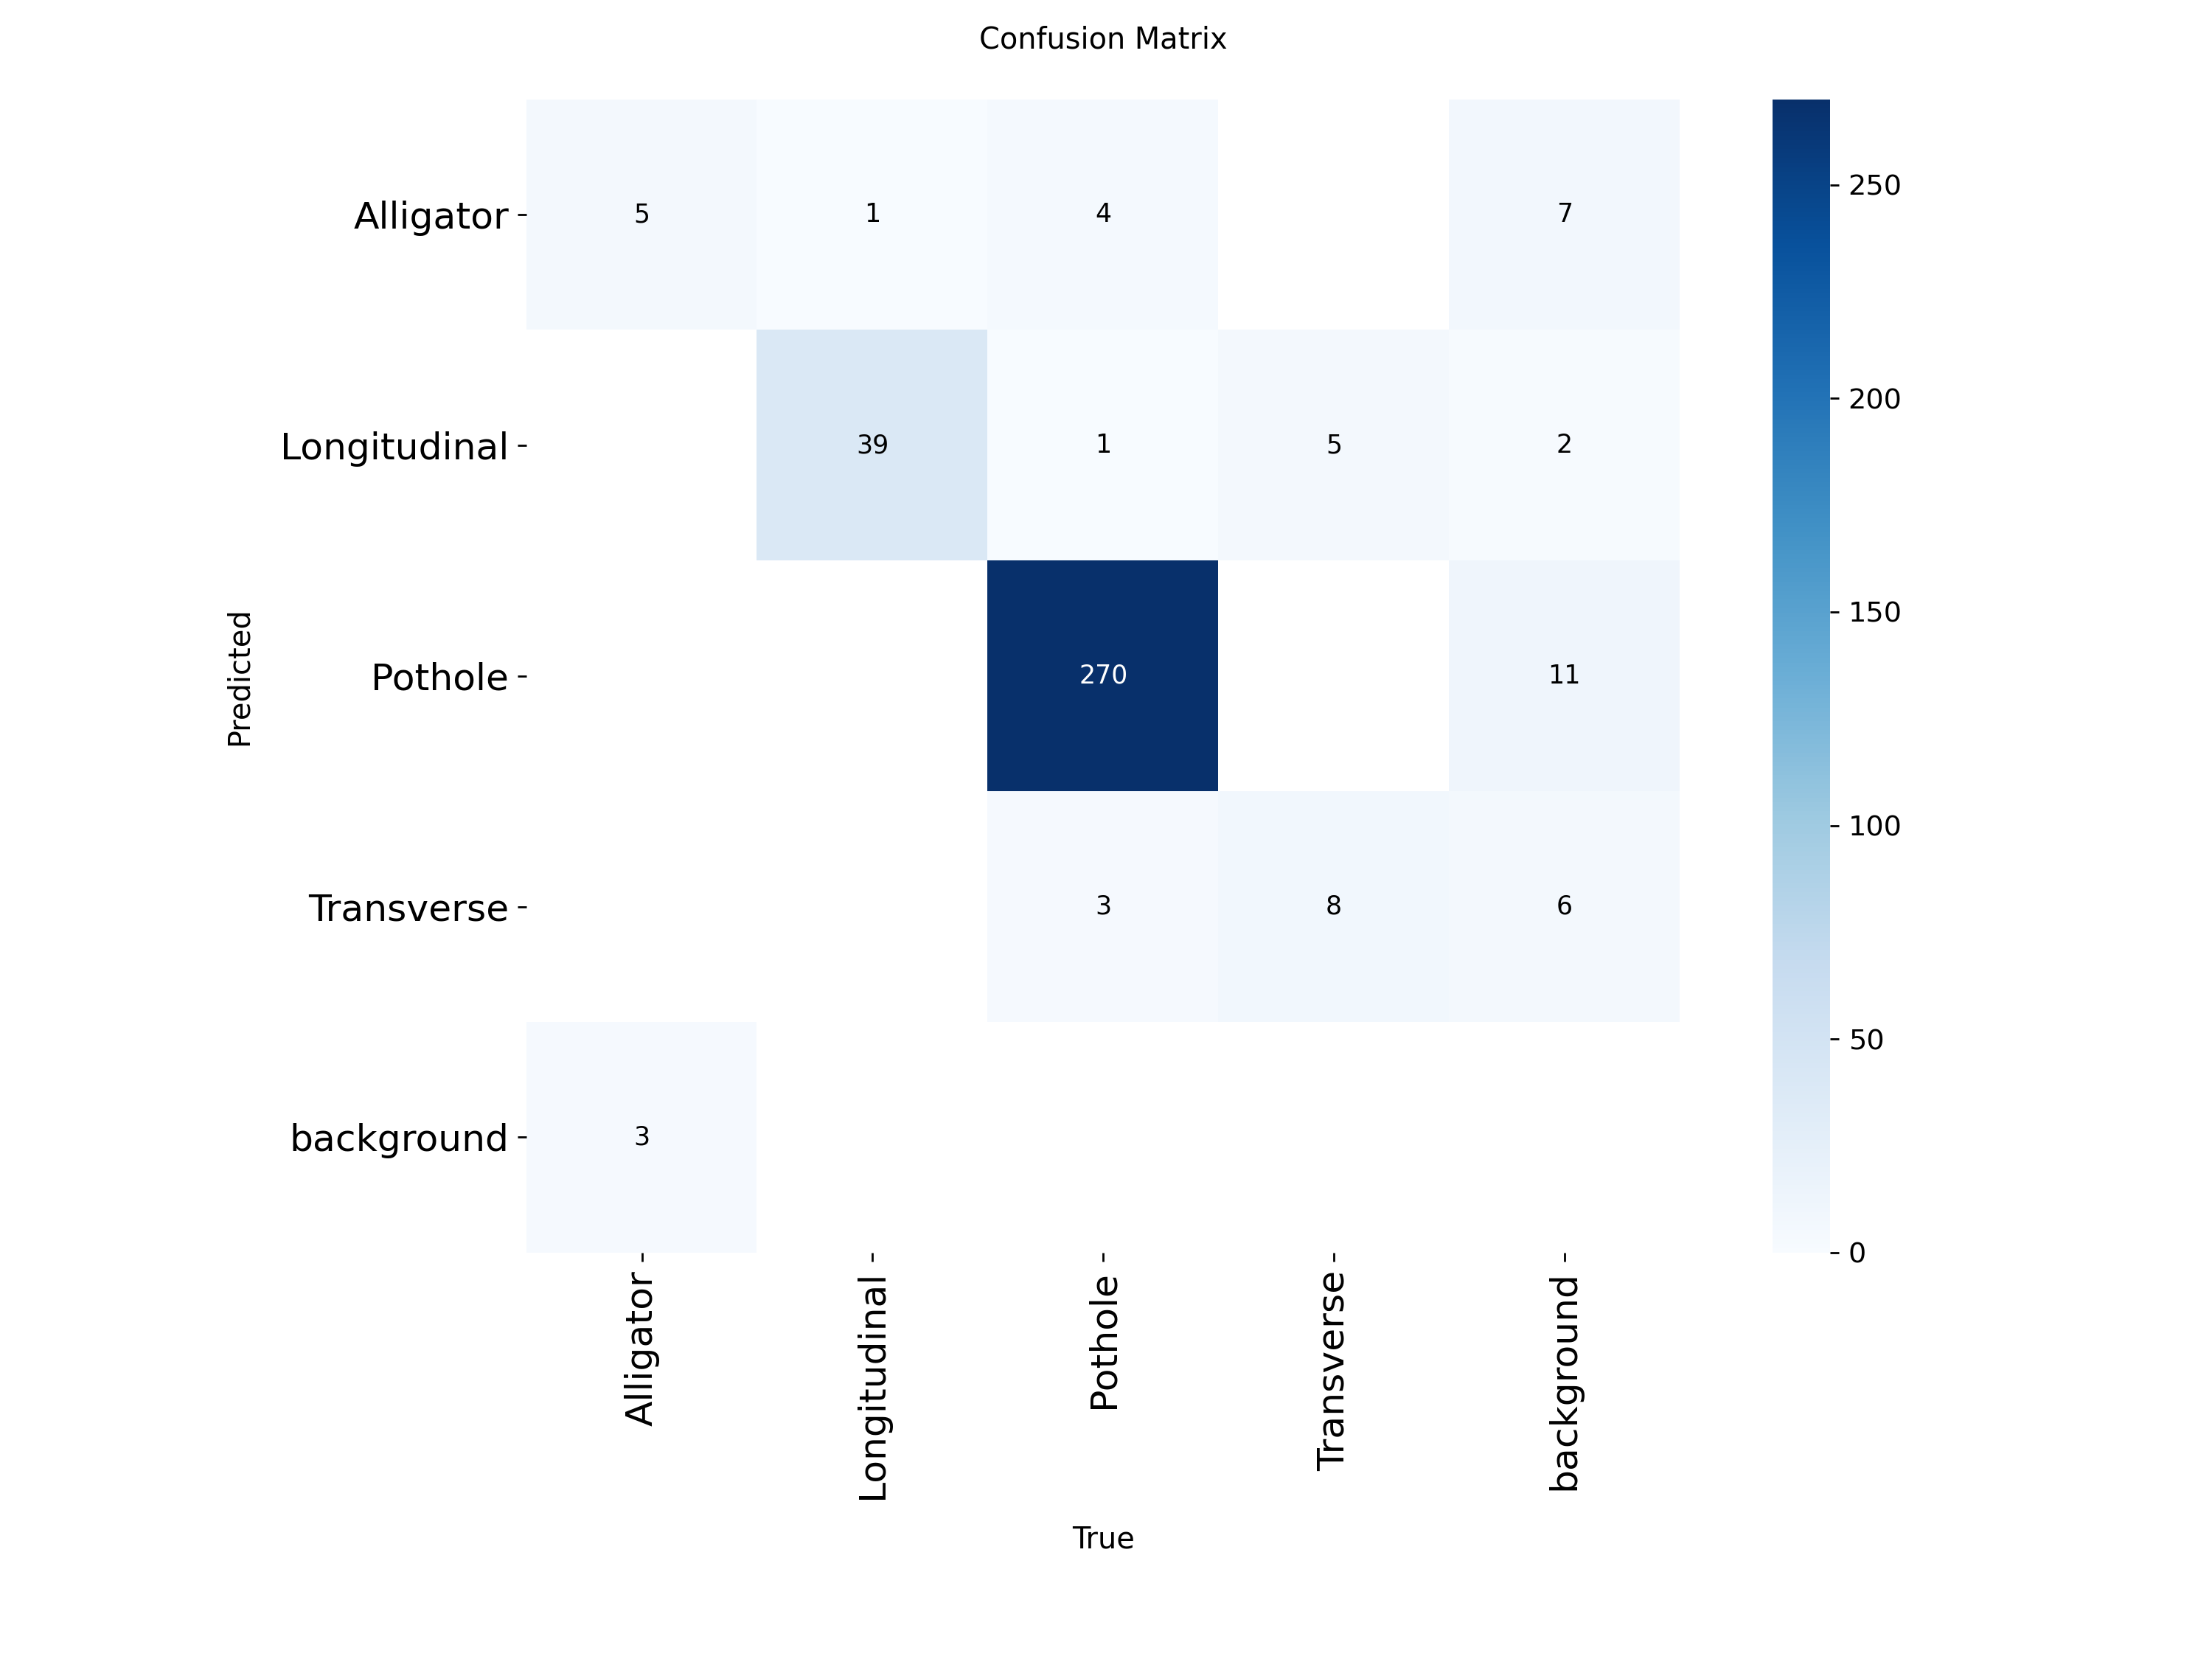 Confusion Matrix
Alligator 5 1 4 7
Longitudinal 39 1 5 2
Pothole 270 11
Transverse 3 8 6
background 3
Predicted
Alligator Longitudinal Pothole Transverse background
True
250
200
150
100
50
0